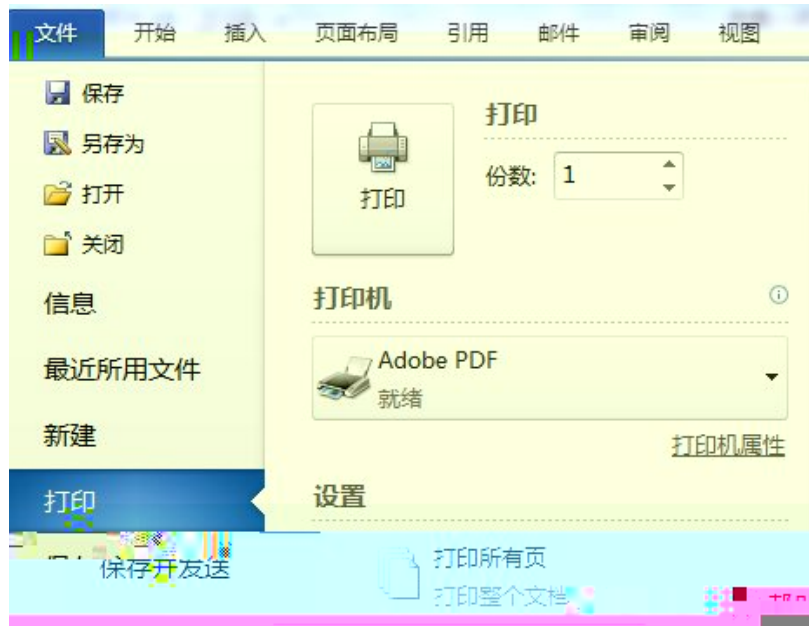 文件 开始 插入 页面布局 引用 邮件 审阅 视图
保存
另存为
打开
关闭
信息
最近所用文件
新建
打印
保存并发送
打印
打印
份数: 1
打印机
Adobe PDF
就绪
打印机属性
设置
打印所有页
打印整个文档